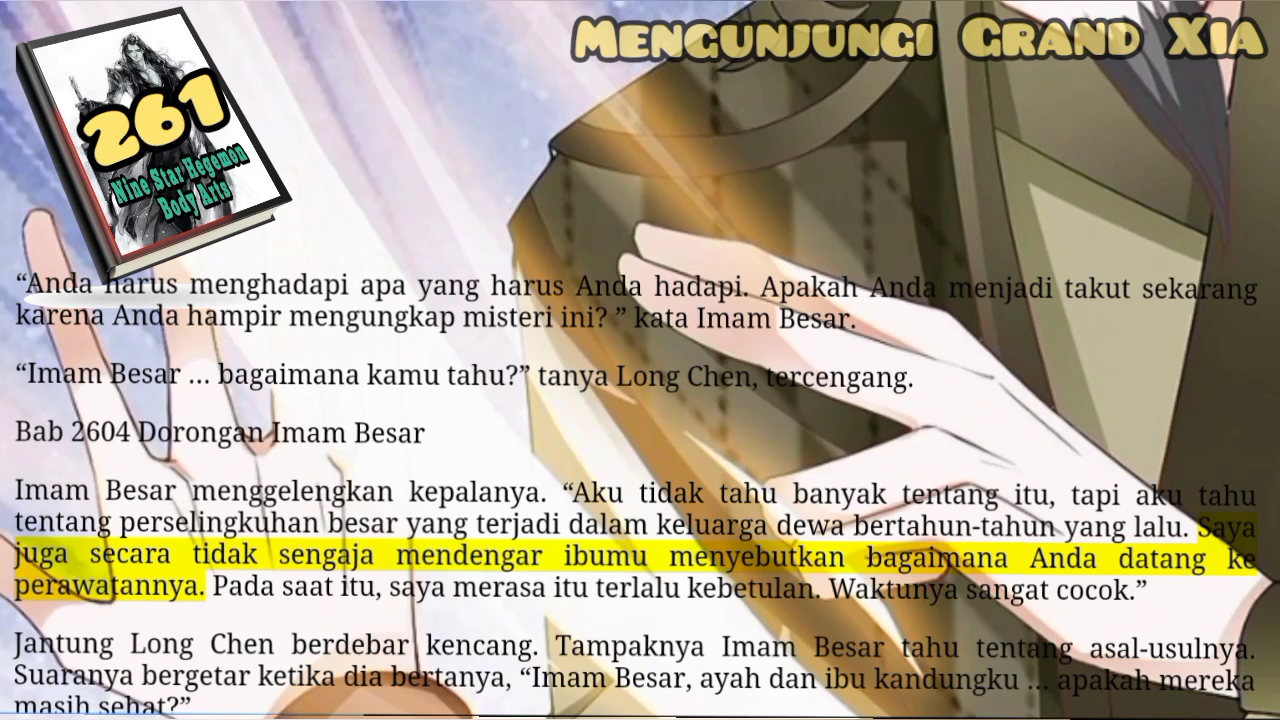 Mengunjungi Grand Xia
261
Nine Star Hegemon
Body Arts
“Anda harus menghadapi apa yang harus Anda hadapi. Apakah Anda menjadi takut sekarang
karena Anda hampir mengungkap misteri ini? ” kata Imam Besar.
“Imam Besar … bagaimana kamu tahu?” tanya Long Chen, tercengang.
Bab 2604 Dorongan Imam Besar
Imam Besar menggelengkan kepalanya. “Aku tidak tahu banyak tentang itu, tapi aku tahu
tentang perselingkuhan besar yang terjadi dalam keluarga dewa bertahun-tahun yang lalu. Saya
juga secara tidak sengaja mendengar ibumu menyebutkan bagaimana Anda datang ke
perawatannya. Pada saat itu, saya merasa itu terlalu kebetulan. Waktunya sangat cocok.”
Jantung Long Chen berdebar kencang. Tampaknya Imam Besar tahu tentang asal-usulnya.
Suaranya bergetar ketika dia bertanya, “Imam Besar, ayah dan ibu kandungku … apakah mereka
masih sehat?”